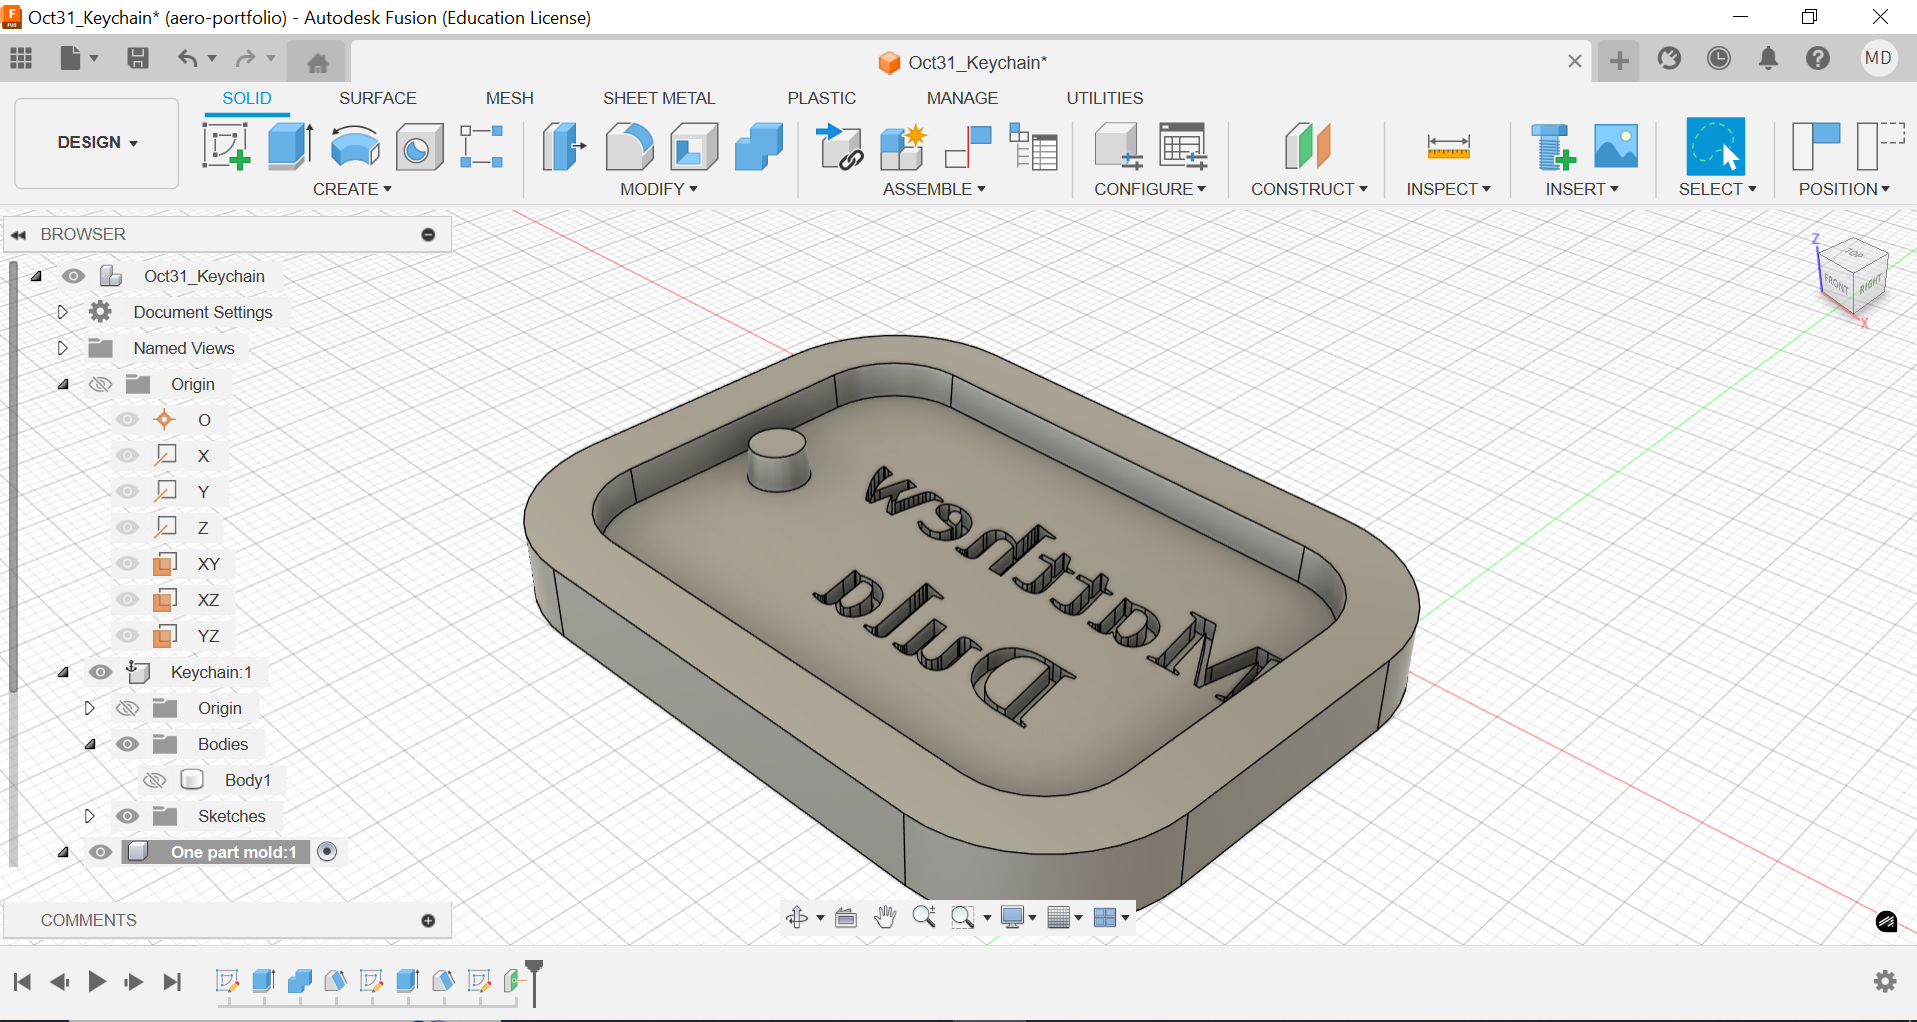 Oct31_Keychain* (aero-portfolio) - Autodesk Fusion (Education License)
Oct31_Keychain*
MD
SOLID SURFACE MESH SHEET METAL PLASTIC MANAGE UTILITIES
DESIGN
CREATE MODIFY ASSEMBLE CONFIGURE CONSTRUCT INSPECT INSERT SELECT POSITION
BROWSER
Oct31_Keychain
Document Settings
Named Views
Origin
O
X
Y
Z
XY
XZ
YZ
Keychain:1
Origin
Bodies
Body1
Sketches
One part mold:1
COMMENTS
Z
TOP
FRONT RIGHT
X
Matthew
Dula